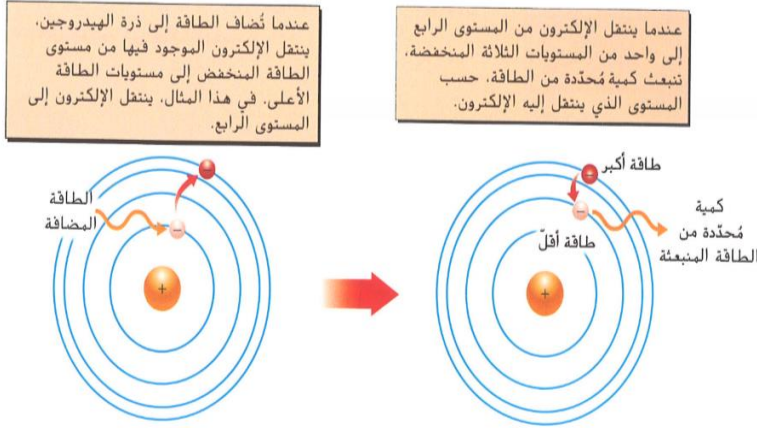 عندما تُضاف الطاقة إلى ذرة الهيدروجين،
ينتقل الإلكترون الموجود فيها من مستوى
الطاقة المنخفض إلى مستويات الطاقة
الأعلى. في هذا المثال، ينتقل الإلكترون إلى
المستوى الرابع.
الطاقة
المضافة
−
−
+
عندما ينتقل الإلكترون من المستوى الرابع
إلى واحد من المستويات الثلاثة المنخفضة،
تنبعث كمية مُحدّدة من الطاقة، حسب
المستوى الذي ينتقل إليه الإلكترون.
طاقة أكبر
−
−
طاقة أقلّ
كمية
مُحدّدة من
الطاقة المنبعثة
+